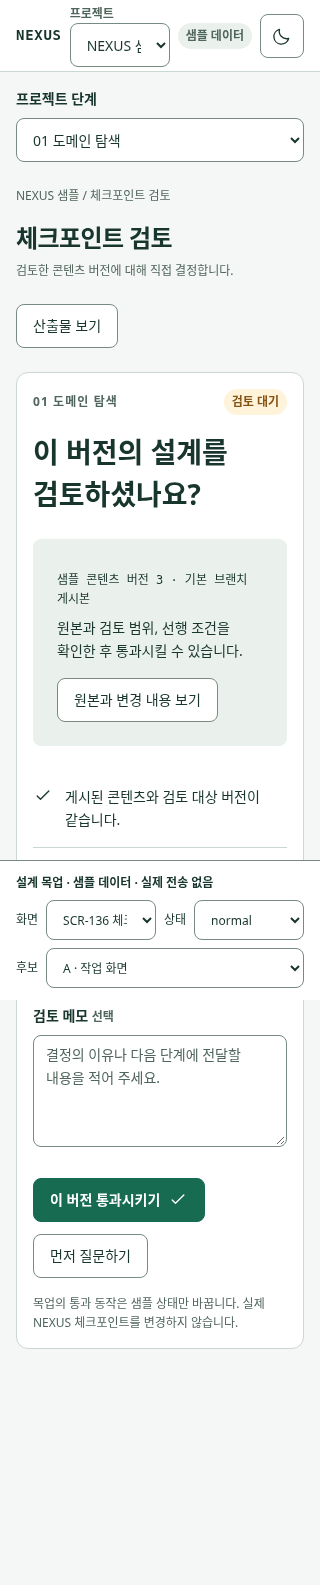 NEXUS
프로젝트
NEXUS 샘
샘플 데이터
프로젝트 단계
01 도메인 탐색
NEXUS 샘플 / 체크포인트 검토
체크포인트 검토
검토한 콘텐츠 버전에 대해 직접 결정합니다.
산출물 보기
01 도메인 탐색
검토 대기
이 버전의 설계를
검토하셨나요?
샘플 콘텐츠 버전 3 · 기본 브랜치
게시본
원본과 검토 범위, 선행 조건을
확인한 후 통과시킬 수 있습니다.
원본과 변경 내용 보기
게시된 콘텐츠와 검토 대상 버전이
같습니다.
설계 목업 · 샘플 데이터 · 실제 전송 없음
화면
SCR-136 체크
상태
normal
후보
A · 작업 화면
검토 메모 선택
결정의 이유나 다음 단계에 전달할
내용을 적어 주세요.
이 버전 통과시키기
먼저 질문하기
목업의 통과 동작은 샘플 상태만 바꿉니다. 실제
NEXUS 체크포인트를 변경하지 않습니다.